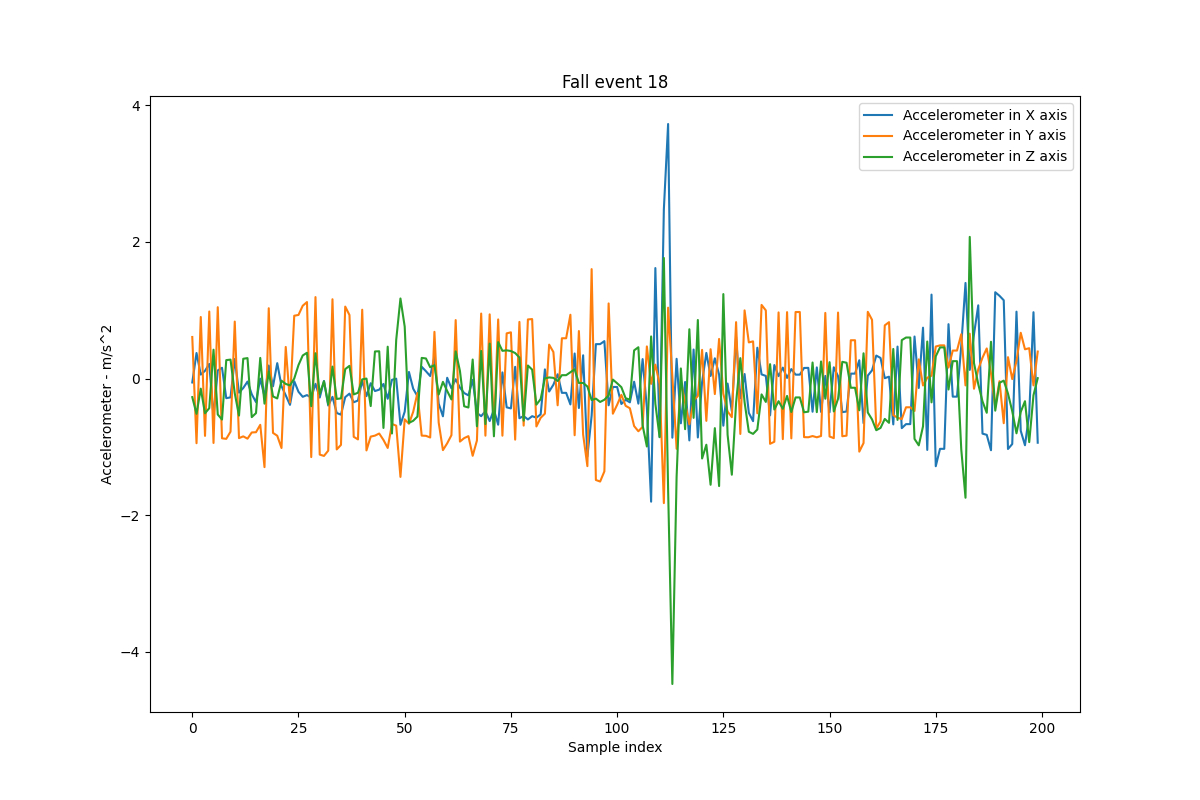 Fall event 18
Accelerometer in X axis
Accelerometer in Y axis
Accelerometer in Z axis
4
2
0
−2
−4
Accelerometer - m/s^2
0
25
50
75
100
125
150
175
200
Sample index